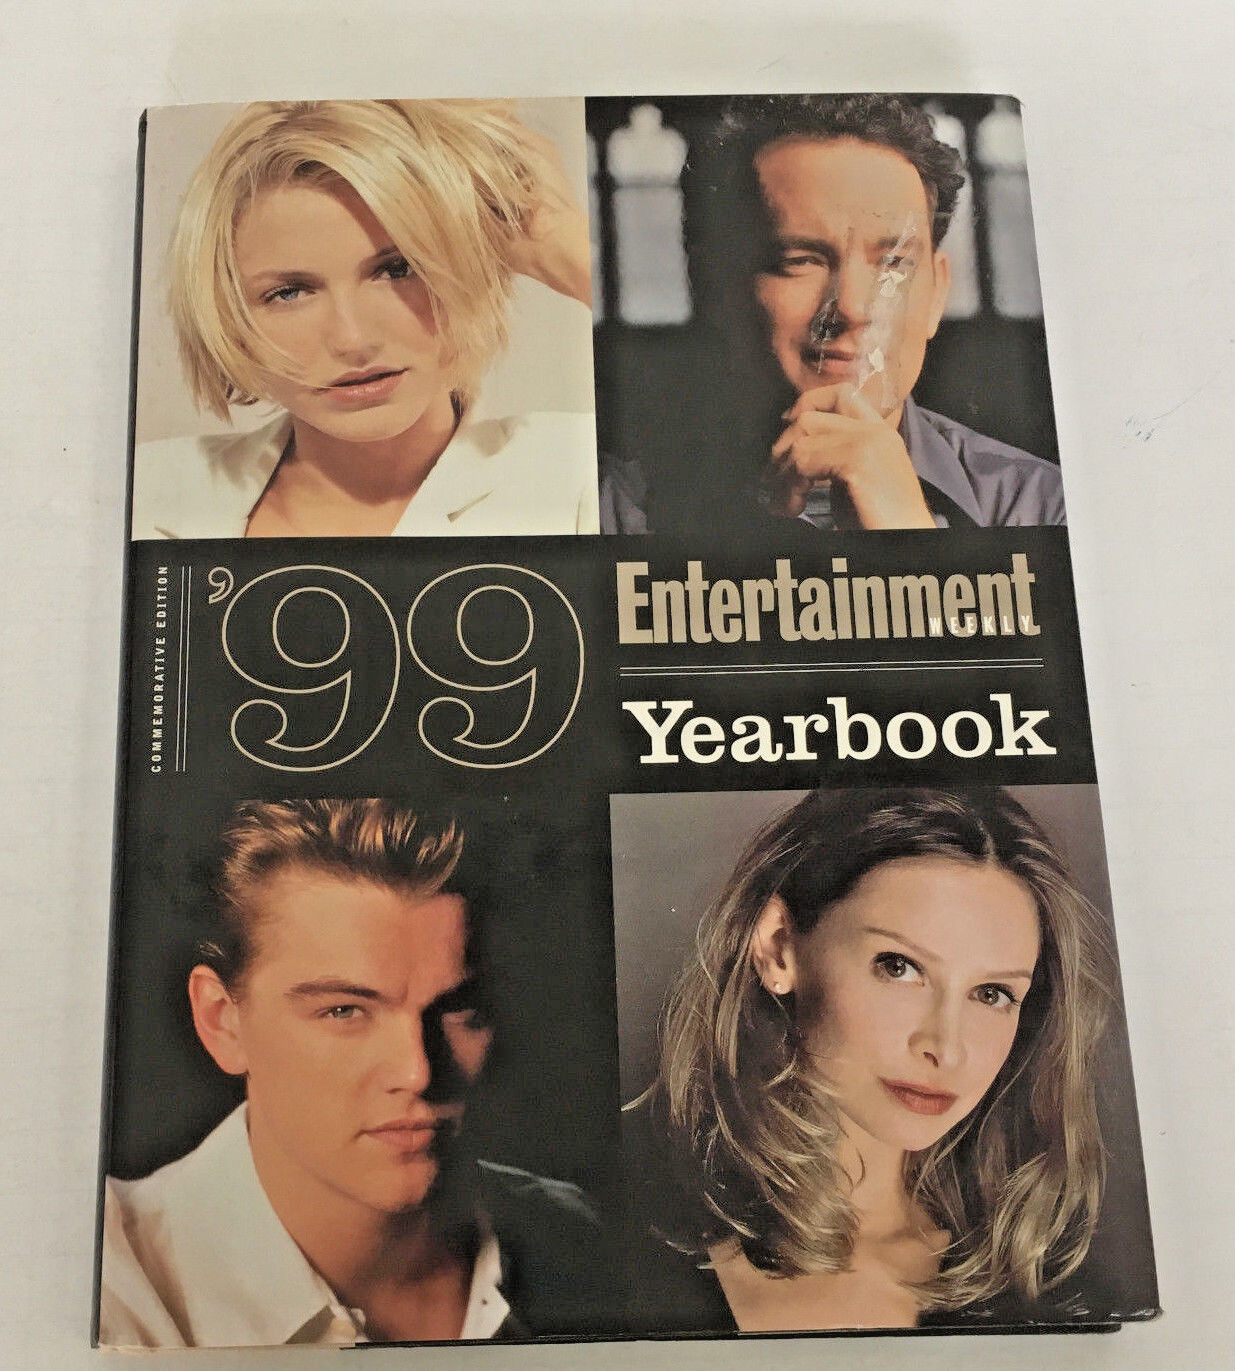 COMMEMORATIVE EDITION
'99
Entertainment
WEEKLY
Yearbook